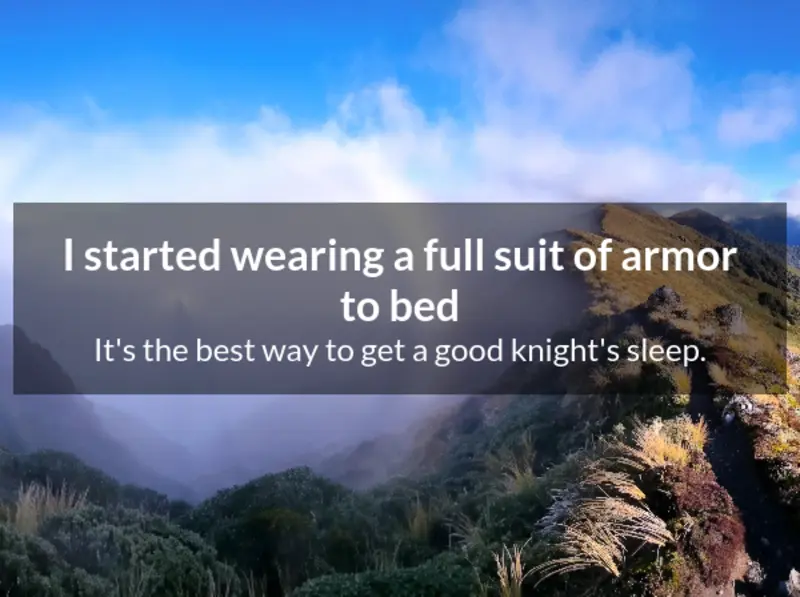 I started wearing a full suit of armor
to bed
It's the best way to get a good knight's sleep.